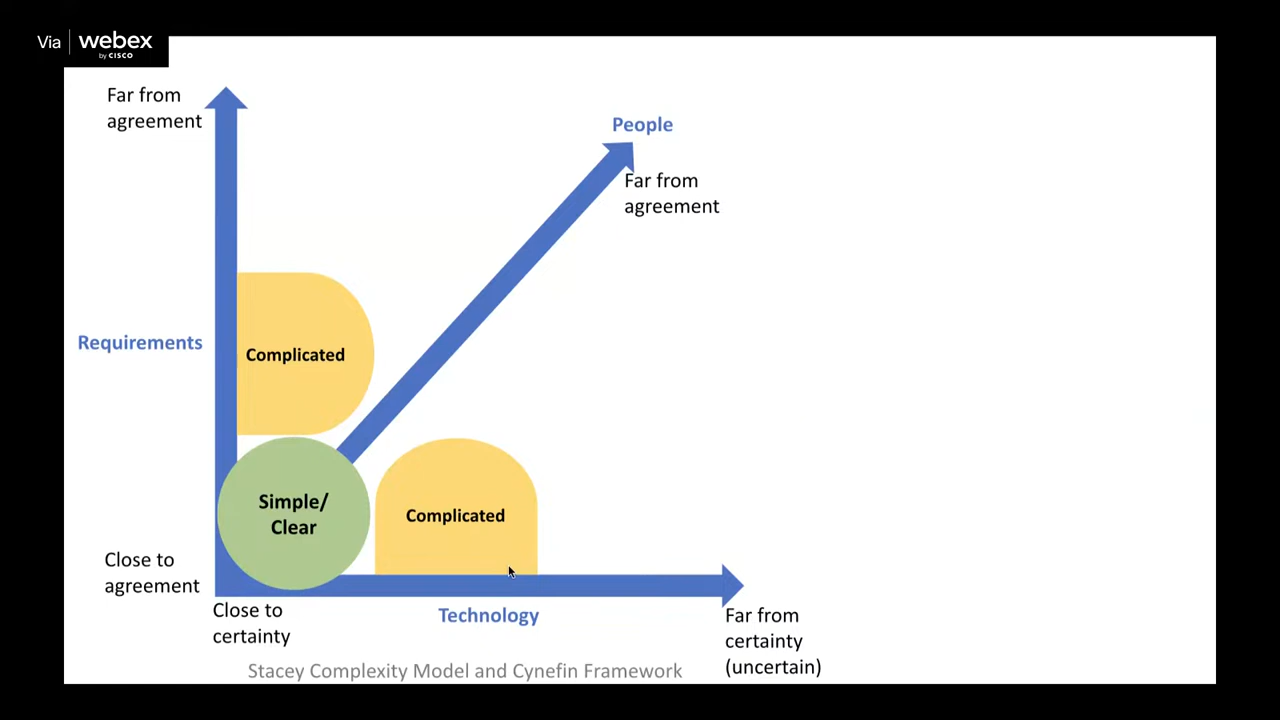 Via webex
by CISCO
Far from
agreement
People
Far from
agreement
Requirements
Complicated
Simple/
Clear
Complicated
Close to
agreement
Close to
certainty
Technology
Far from
certainty
(uncertain)
Stacey Complexity Model and Cynefin Framework